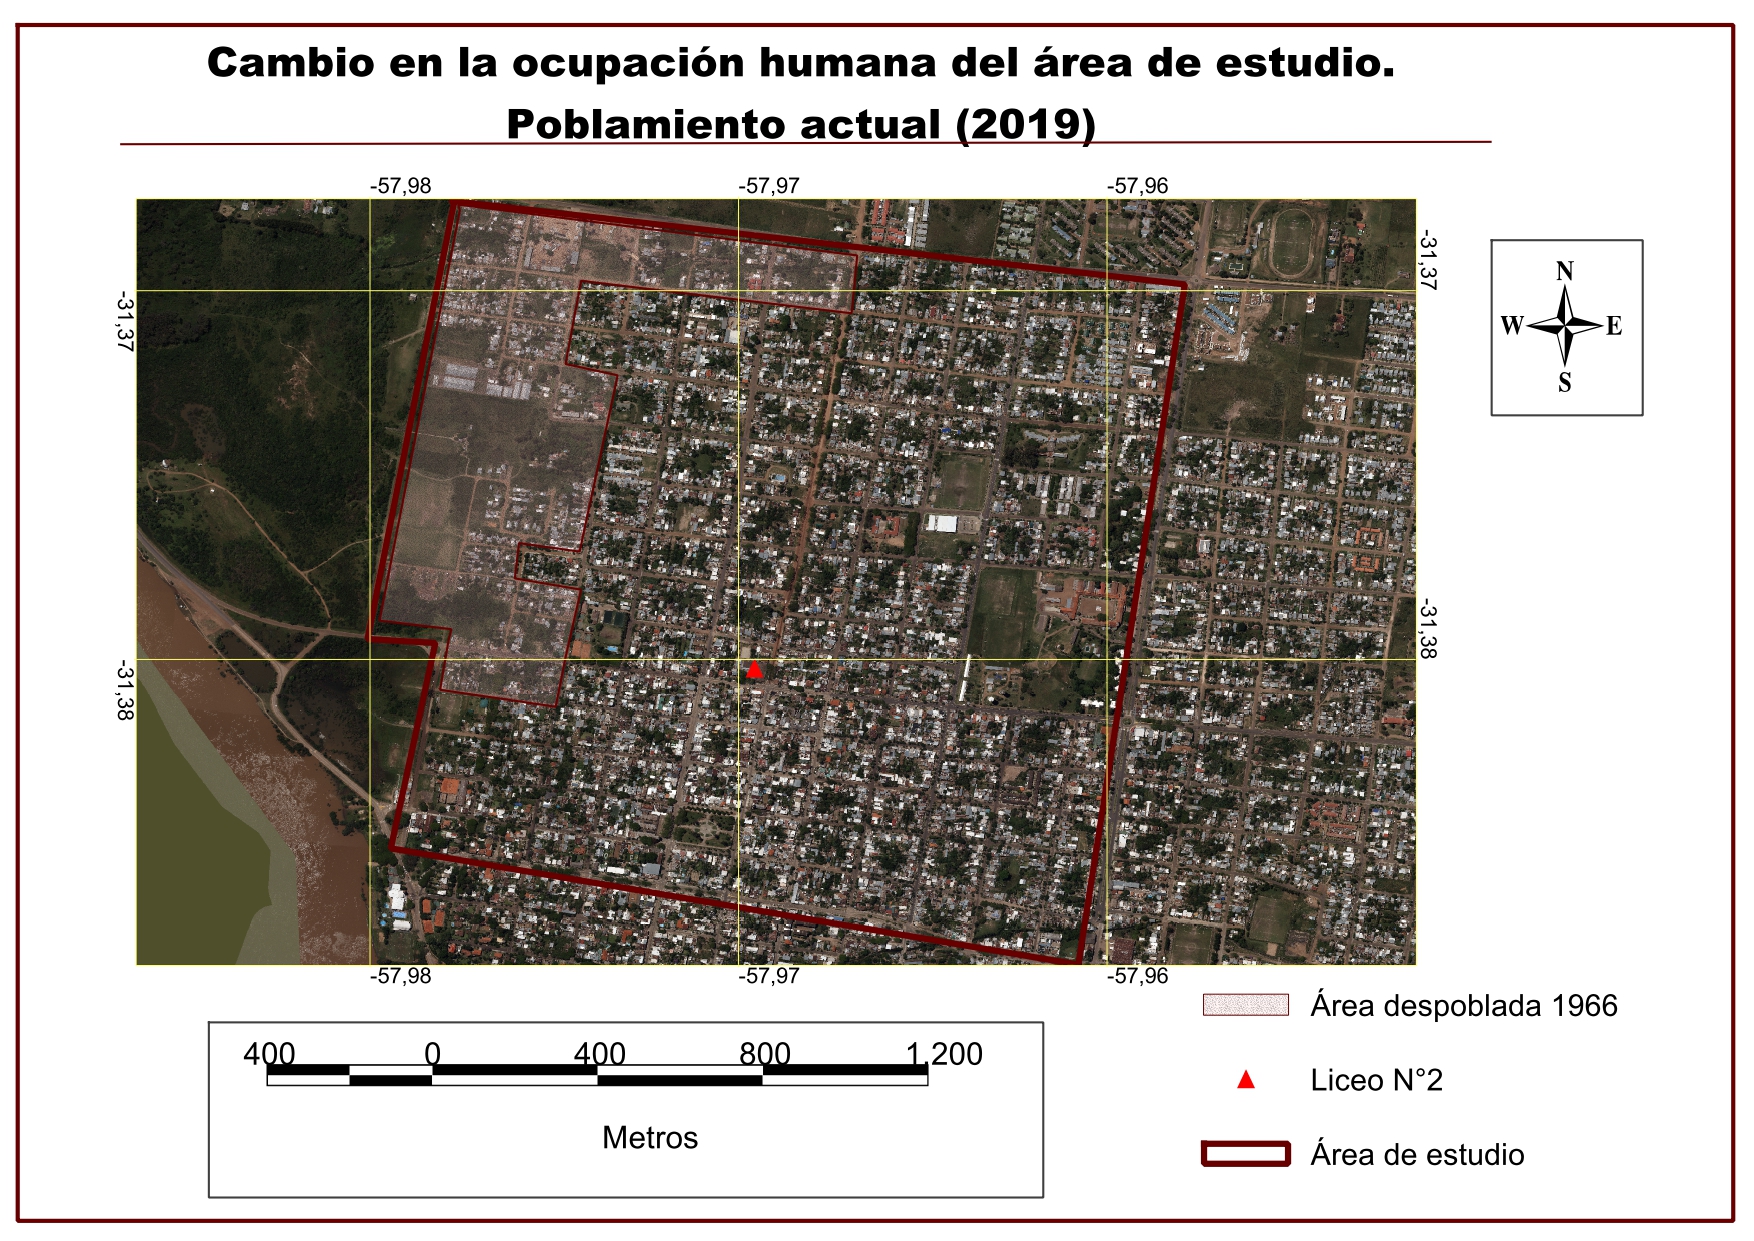 Cambio en la ocupación humana del área de estudio.
Poblamiento actual (2019)
-57,98
-57,97
-57,96
-31,37
-31,37
N
W
E
S
-31,38
-31,38
-57,98
-57,97
-57,96
Área despoblada 1966
400 0 400 800 1.200
Metros
Liceo N°2
Área de estudio